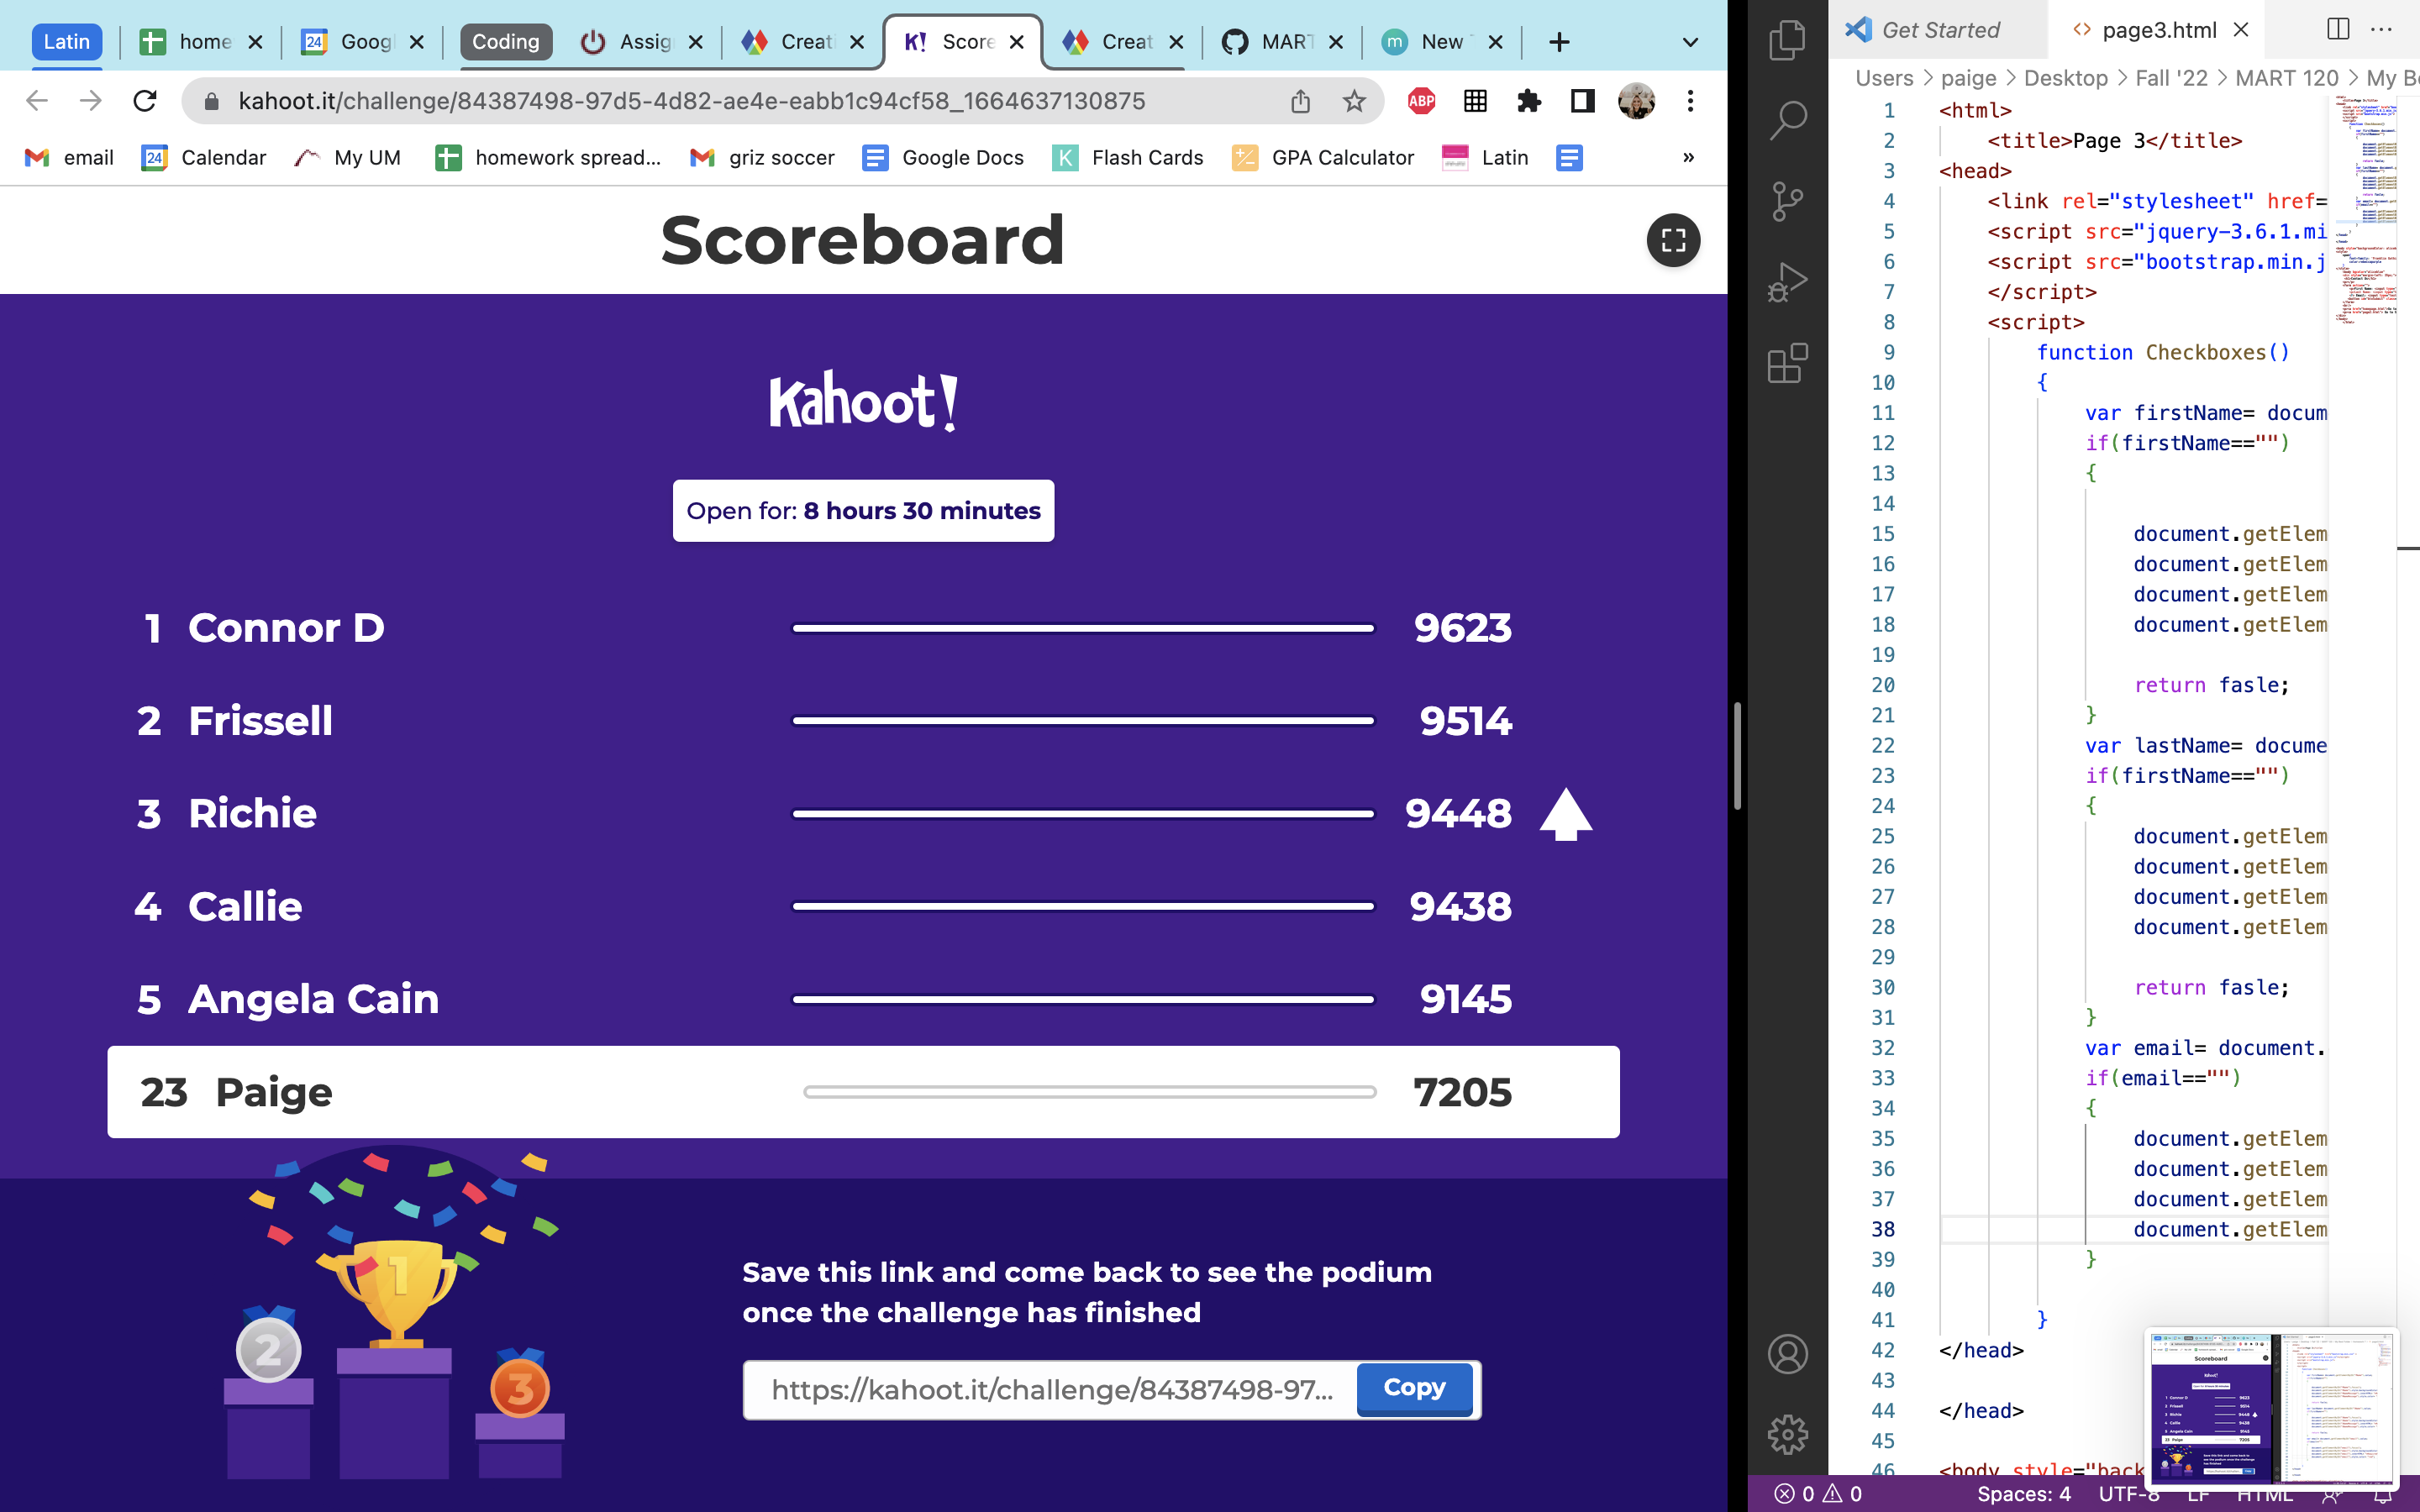 Latin
home
Googl
Coding
Assig
Creati
K! Score
Creat
MART
New T
kahoot.it/challenge/84387498-97d5-4d82-ae4e-eabb1c94cf58_1664637130875
ABP
email
24 Calendar
My UM
homework spread...
griz soccer
Google Docs
K Flash Cards
GPA Calculator
Latin
»
Scoreboard
Kahoot!
Open for: 8 hours 30 minutes
1 Connor D 9623
2 Frissell 9514
3 Richie 9448
4 Callie 9438
5 Angela Cain 9145
23 Paige 7205
1
2
3
Save this link and come back to see the podium
once the challenge has finished
https://kahoot.it/challenge/84387498-97...
Copy
Get Started
<> page3.html
Users > paige > Desktop > Fall '22 > MART 120 > My B
1 <html>
2 <title>Page 3</title>
3 <head>
4 <link rel="stylesheet" href=
5 <script src="jquery-3.6.1.mi
6 <script src="bootstrap.min.j
7 </script>
8 <script>
9 function Checkboxes()
10 {
11 var firstName= docum
12 if(firstName=="")
13 {
14
15 document.getElem
16 document.getElem
17 document.getElem
18 document.getElem
19
20 return fasle;
21 }
22 var lastName= docume
23 if(firstName=="")
24 {
25 document.getElem
26 document.getElem
27 document.getElem
28 document.getElem
29
30 return fasle;
31 }
32 var email= document.
33 if(email=="")
34 {
35 document.getElem
36 document.getElem
37 document.getElem
38 document.getElem
39 }
40
41 }
42 </head>
43
44 </head>
45
46 <body style="back
0 0 Spaces: 4 UTF-8 LF HTML